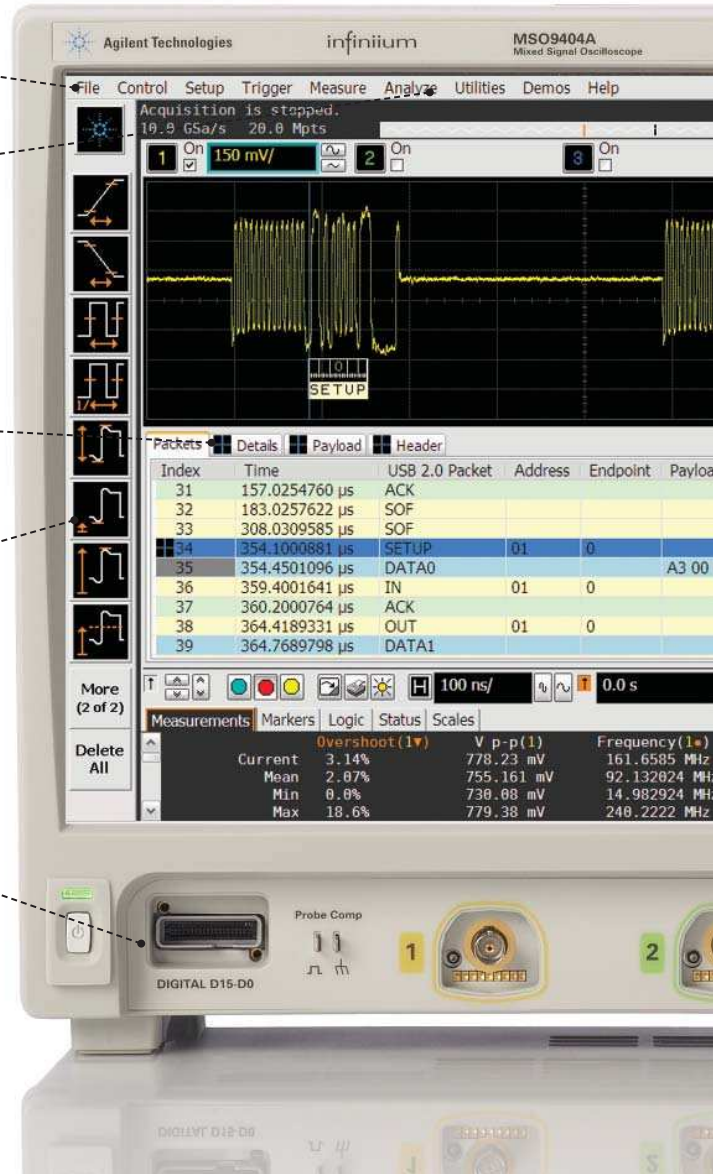 Agilent Technologies infiniium MSO9404A
Mixed Signal Oscilloscope
File Control Setup Trigger Measure Analyze Utilities Demos Help
Acquisition is stopped.
10.0 GSa/s 20.0 Mpts
1 On 150 mV/ 2 On 3 On
0
SETUP
Packets Details Payload Header
Index Time USB 2.0 Packet Address Endpoint Payloa
31 157.0254760 µs ACK
32 183.0257622 µs SOF
33 308.0309585 µs SOF
34 354.1000881 µs SETUP 01 0
35 354.4501096 µs DATA0 A3 00
36 359.4001641 µs IN 01 0
37 360.2000764 µs ACK
38 364.4189331 µs OUT 01 0
39 364.7689798 µs DATA1
1/
More
(2 of 2)
Delete
All
H 100 ns/ 0.0 s
Measurements Markers Logic Status Scales
Overshoot(1▼) V p-p(1) Frequency(1●)
Current 3.14% 778.23 mV 161.6585 MHz
Mean 2.07% 755.161 mV 92.132024 MH
Min 0.0% 730.08 mV 14.982924 MH
Max 18.6% 779.38 mV 240.2222 MHz
Probe Comp
1 2
DIGITAL D15-D0